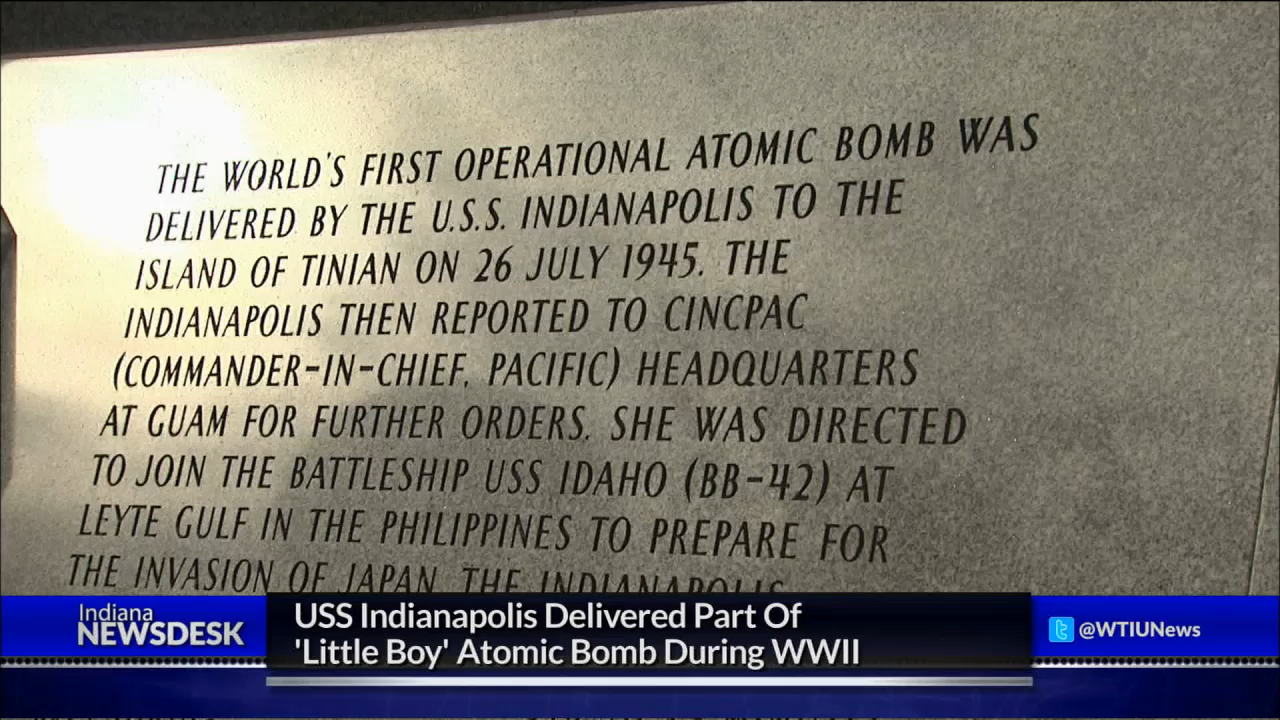 THE WORLD'S FIRST OPERATIONAL ATOMIC BOMB WAS
DELIVERED BY THE U.S.S. INDIANAPOLIS TO THE
ISLAND OF TINIAN ON 26 JULY 1945. THE
INDIANAPOLIS THEN REPORTED TO CINCPAC
(COMMANDER-IN-CHIEF, PACIFIC) HEADQUARTERS
AT GUAM FOR FURTHER ORDERS. SHE WAS DIRECTED
TO JOIN THE BATTLESHIP USS IDAHO (BB-42) AT
LEYTE GULF IN THE PHILIPPINES TO PREPARE FOR
THE INVASION OF JAPAN. THE INDIANAPOLIS
Indiana
NEWSDESK
USS Indianapolis Delivered Part Of
'Little Boy' Atomic Bomb During WWII
@WTIUNews